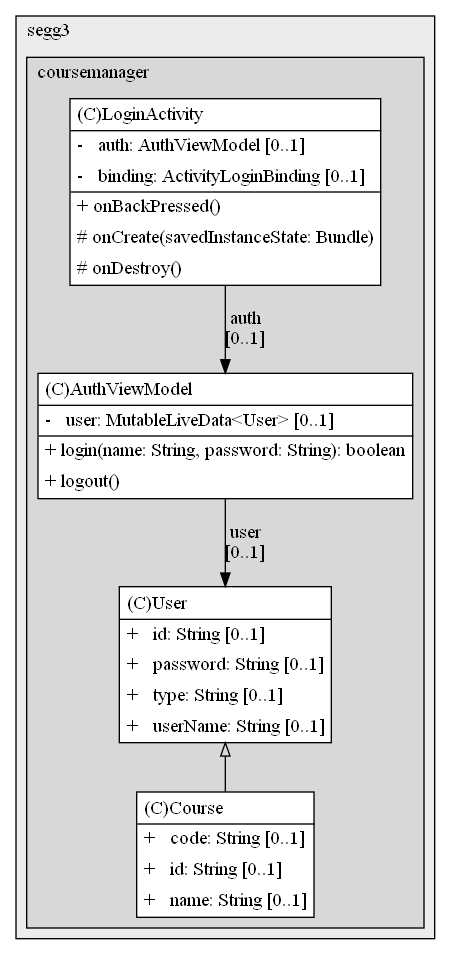 segg3
coursemanager
(C)LoginActivity
- auth: AuthViewModel [0..1]
- binding: ActivityLoginBinding [0..1]
+ onBackPressed()
# onCreate(savedInstanceState: Bundle)
# onDestroy()
auth
[0..1]
(C)AuthViewModel
- user: MutableLiveData<User> [0..1]
+ login(name: String, password: String): boolean
+ logout()
user
[0..1]
(C)User
+ id: String [0..1]
+ password: String [0..1]
+ type: String [0..1]
+ userName: String [0..1]
(C)Course
+ code: String [0..1]
+ id: String [0..1]
+ name: String [0..1]